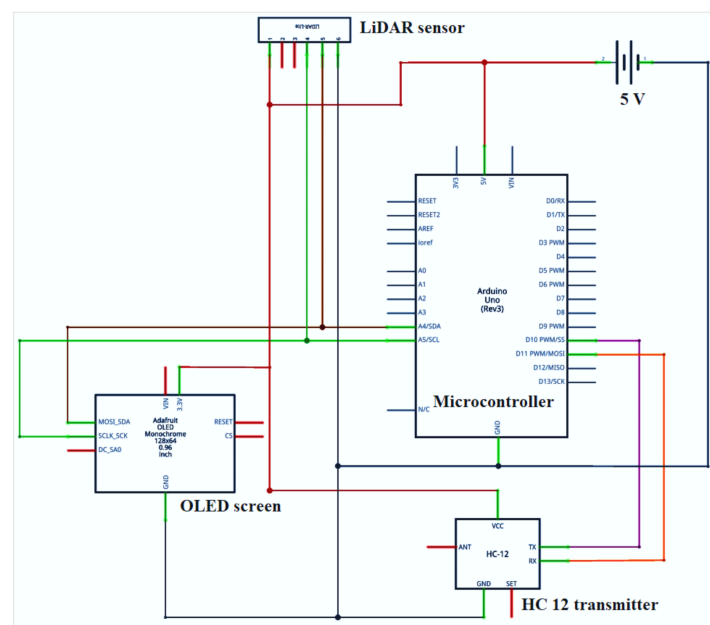 LIDAR-Lite
LiDAR sensor
1 2 3 4 5 6
2 1
5 V
3V3 5V VIN
RESET
RESET2
AREF
ioref
A0
A1
A2
A3
A4/SDA
A5/SCL
N/C
Arduino
Uno
(Rev3)
D0/RX
D1/TX
D2
D3 PWM
D4
D5 PWM
D6 PWM
D7
D8
D9 PWM
D10 PWM/SS
D11 PWM/MOSI
D12/MISO
D13/SCK
Microcontroller
GND
VIN 3.3V
MOSI_SDA
SCLK_SCK
DC_SA0
Adafruit
OLED
Monochrome
128x64
0.96
inch
RESET
CS
GND
OLED screen
VCC
ANT
HC-12
TX
RX
GND SET
HC 12 transmitter